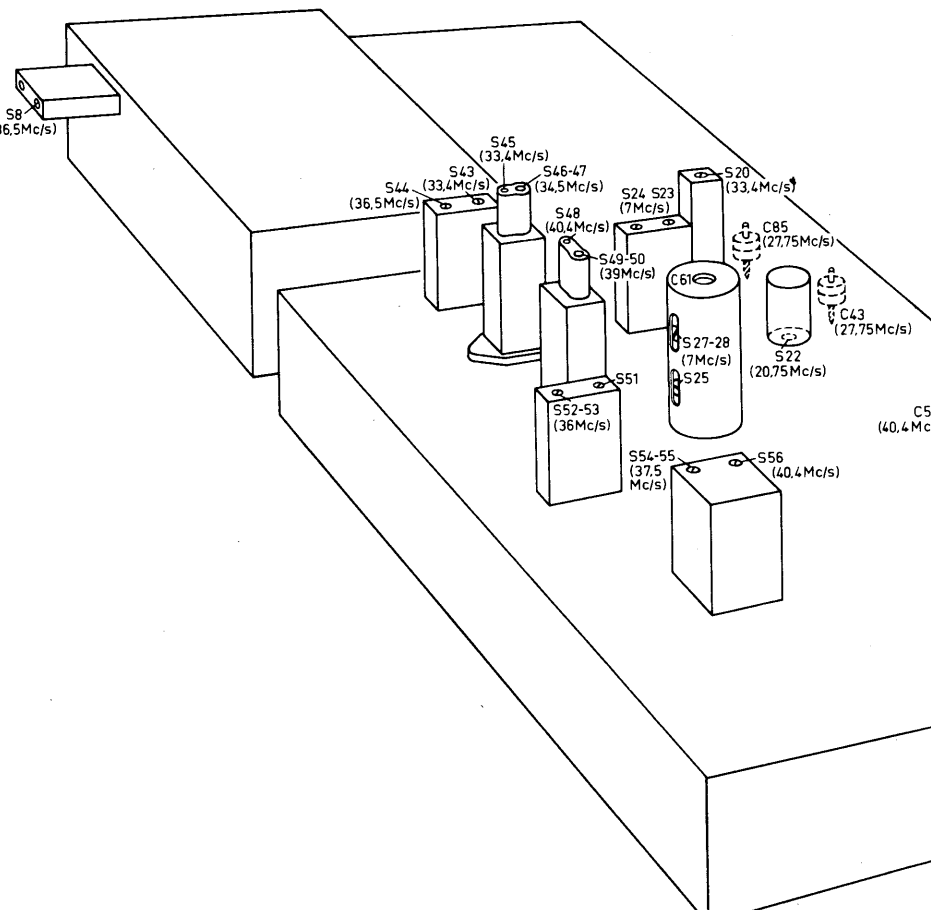 S8
36,5Mc/s)
S44
(36,5Mc/s)
S43
(33,4Mc/s)
S45
(33,4Mc/s)
S46-47
(34,5Mc/s)
S48
(40,4Mc/s)
S49-50
(39Mc/s)
S24 S23
(7Mc/s)
S20
(33,4Mc/s)
C85
(27,75Mc/s)
C61
C43
(27,75Mc/s)
S22
(20,75Mc/s)
S27-28
(7Mc/s)
S25
S51
S52-53
(36Mc/s)
C5
(40,4Mc
S54-55
(37,5
Mc/s)
S56
(40,4Mc/s)